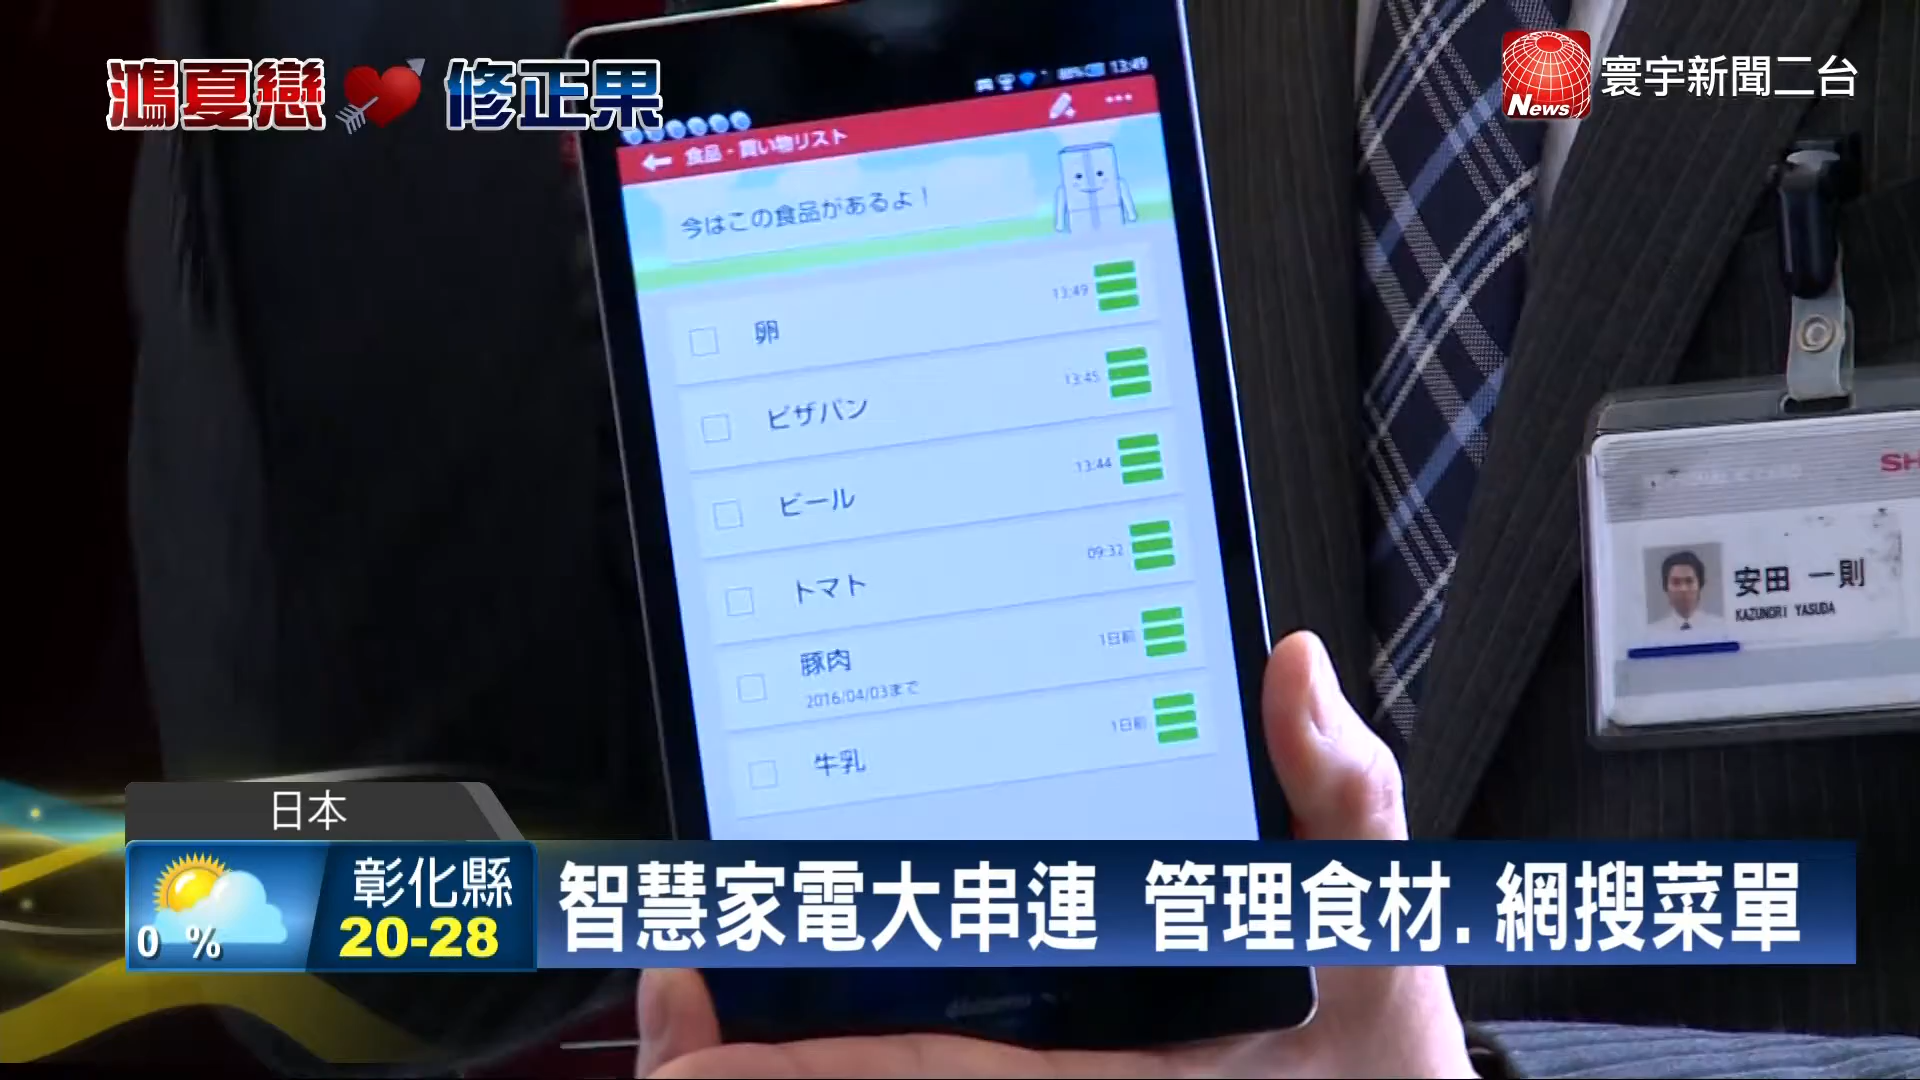 鴻夏戀 修正果
News 寰宇新聞二台
13:49
食品 - 買い物リスト
今はこの食品があるよ！
卵 13:49
ピザパン 13:45
ビール 13:44
トマト 09:32
豚肉 1日前
2016/04/03まで
牛乳 1日前
SH
安田 一則
KAZUNORI YASUDA
日本
彰化縣
0 % 20-28
智慧家電大串連 管理食材.網搜菜單